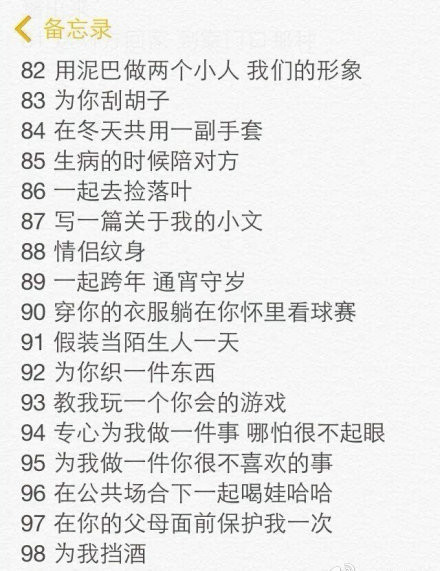 备忘录
82 用泥巴做两个小人 我们的形象
83 为你刮胡子
84 在冬天共用一副手套
85 生病的时候陪对方
86 一起去捡落叶
87 写一篇关于我的小文
88 情侣纹身
89 一起跨年 通宵守岁
90 穿你的衣服躺在你怀里看球赛
91 假装当陌生人一天
92 为你织一件东西
93 教我玩一个你会的游戏
94 专心为我做一件事 哪怕很不起眼
95 为我做一件你很不喜欢的事
96 在公共场合下一起喝娃哈哈
97 在你的父母面前保护我一次
98 为我挡酒